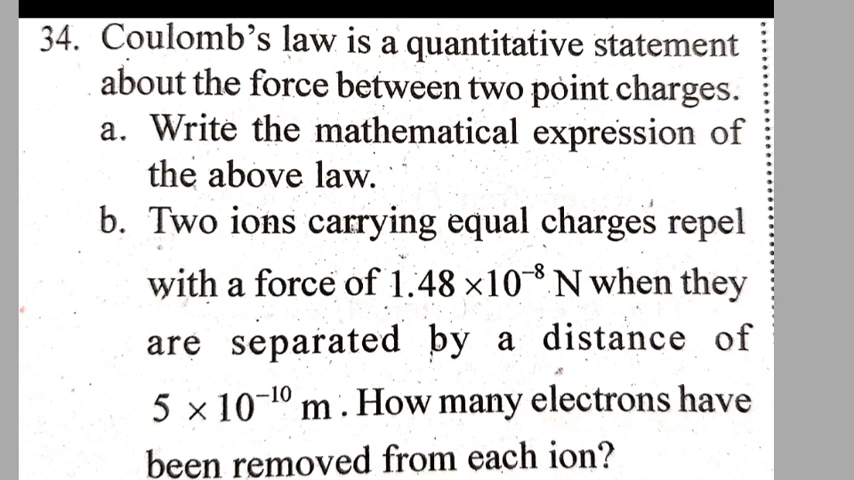 34. Coulomb's law is a quantitative statement
about the force between two point charges.
a. Write the mathematical expression of
the above law.
b. Two ions carrying equal charges repel
with a force of 1.48 ×10⁻⁸ N when they
are separated by a distance of
5 × 10⁻¹⁰ m. How many electrons have
been removed from each ion?